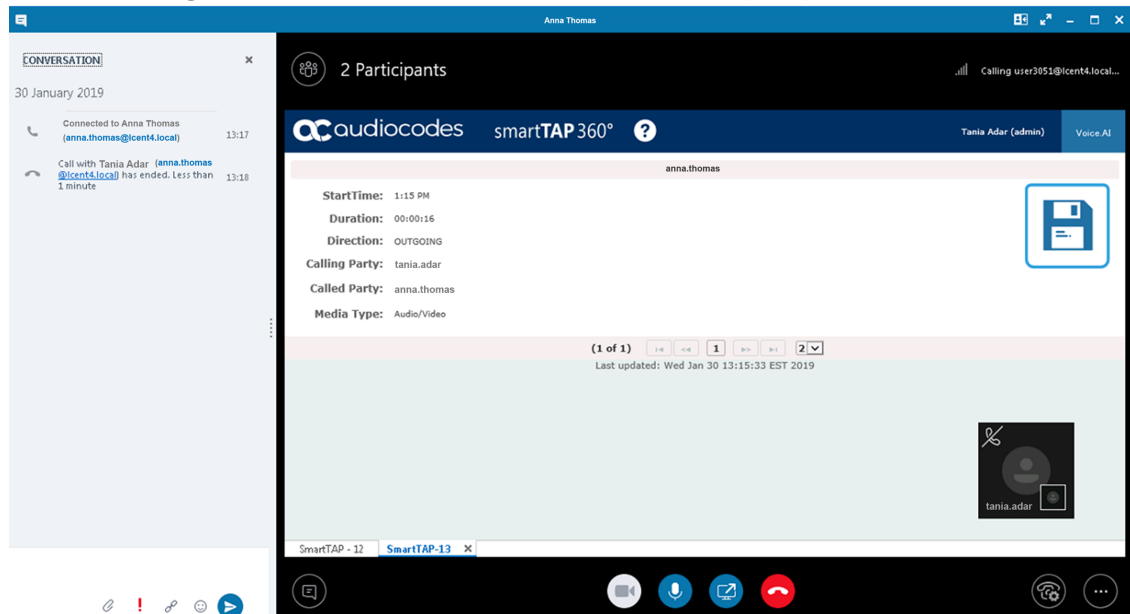 Anna Thomas
CONVERSATION
30 January 2019
Connected to Anna Thomas
(anna.thomas@lcent4.local)
13:17
Call with Tania Adar (anna.thomas
@lcent4.local) has ended. Less than
1 minute
13:18
2 Participants
Calling user3051@lcent4.local...
audiocodes
smartTAP 360°
?
Tania Adar (admin)
Voice.AI
anna.thomas
StartTime: 1:15 PM
Duration: 00:00:16
Direction: OUTGOING
Calling Party: tania.adar
Called Party: anna.thomas
Media Type: Audio/Video
(1 of 1) 1 2
Last updated: Wed Jan 30 13:15:33 EST 2019
tania.adar
SmartTAP - 12
SmartTAP-13